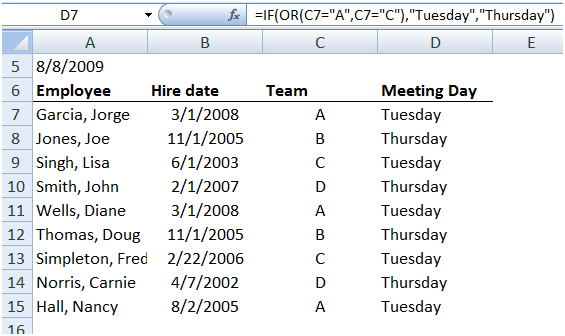 D7 fx =IF(OR(C7="A",C7="C"),"Tuesday","Thursday")
A B C D E
5 8/8/2009
6 Employee Hire date Team Meeting Day
7 Garcia, Jorge 3/1/2008 A Tuesday
8 Jones, Joe 11/1/2005 B Thursday
9 Singh, Lisa 6/1/2003 C Tuesday
10 Smith, John 2/1/2007 D Thursday
11 Wells, Diane 3/1/2008 A Tuesday
12 Thomas, Doug 11/1/2005 B Thursday
13 Simpleton, Fred 2/22/2006 C Tuesday
14 Norris, Carnie 4/7/2002 D Thursday
15 Hall, Nancy 8/2/2005 A Tuesday
16